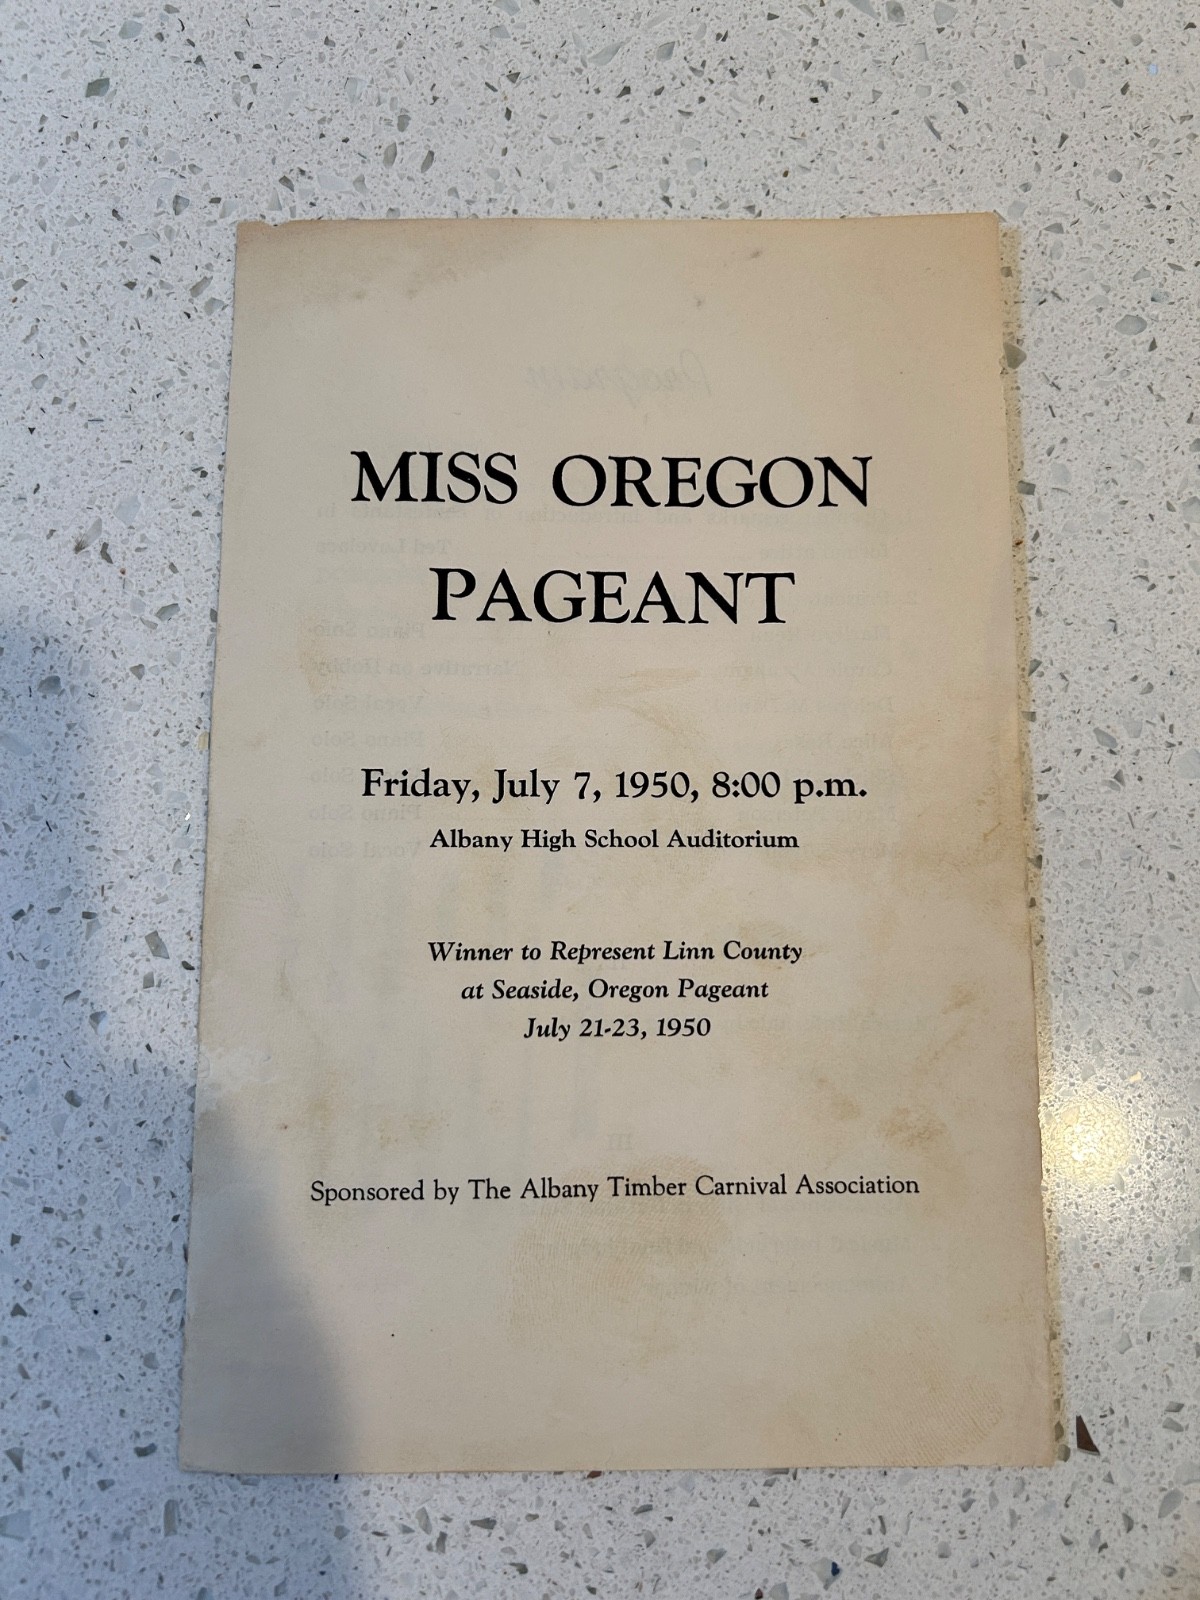 MISS OREGON
PAGEANT
Friday, July 7, 1950, 8:00 p.m.
Albany High School Auditorium
Winner to Represent Linn County
at Seaside, Oregon Pageant
July 21-23, 1950
Sponsored by The Albany Timber Carnival Association